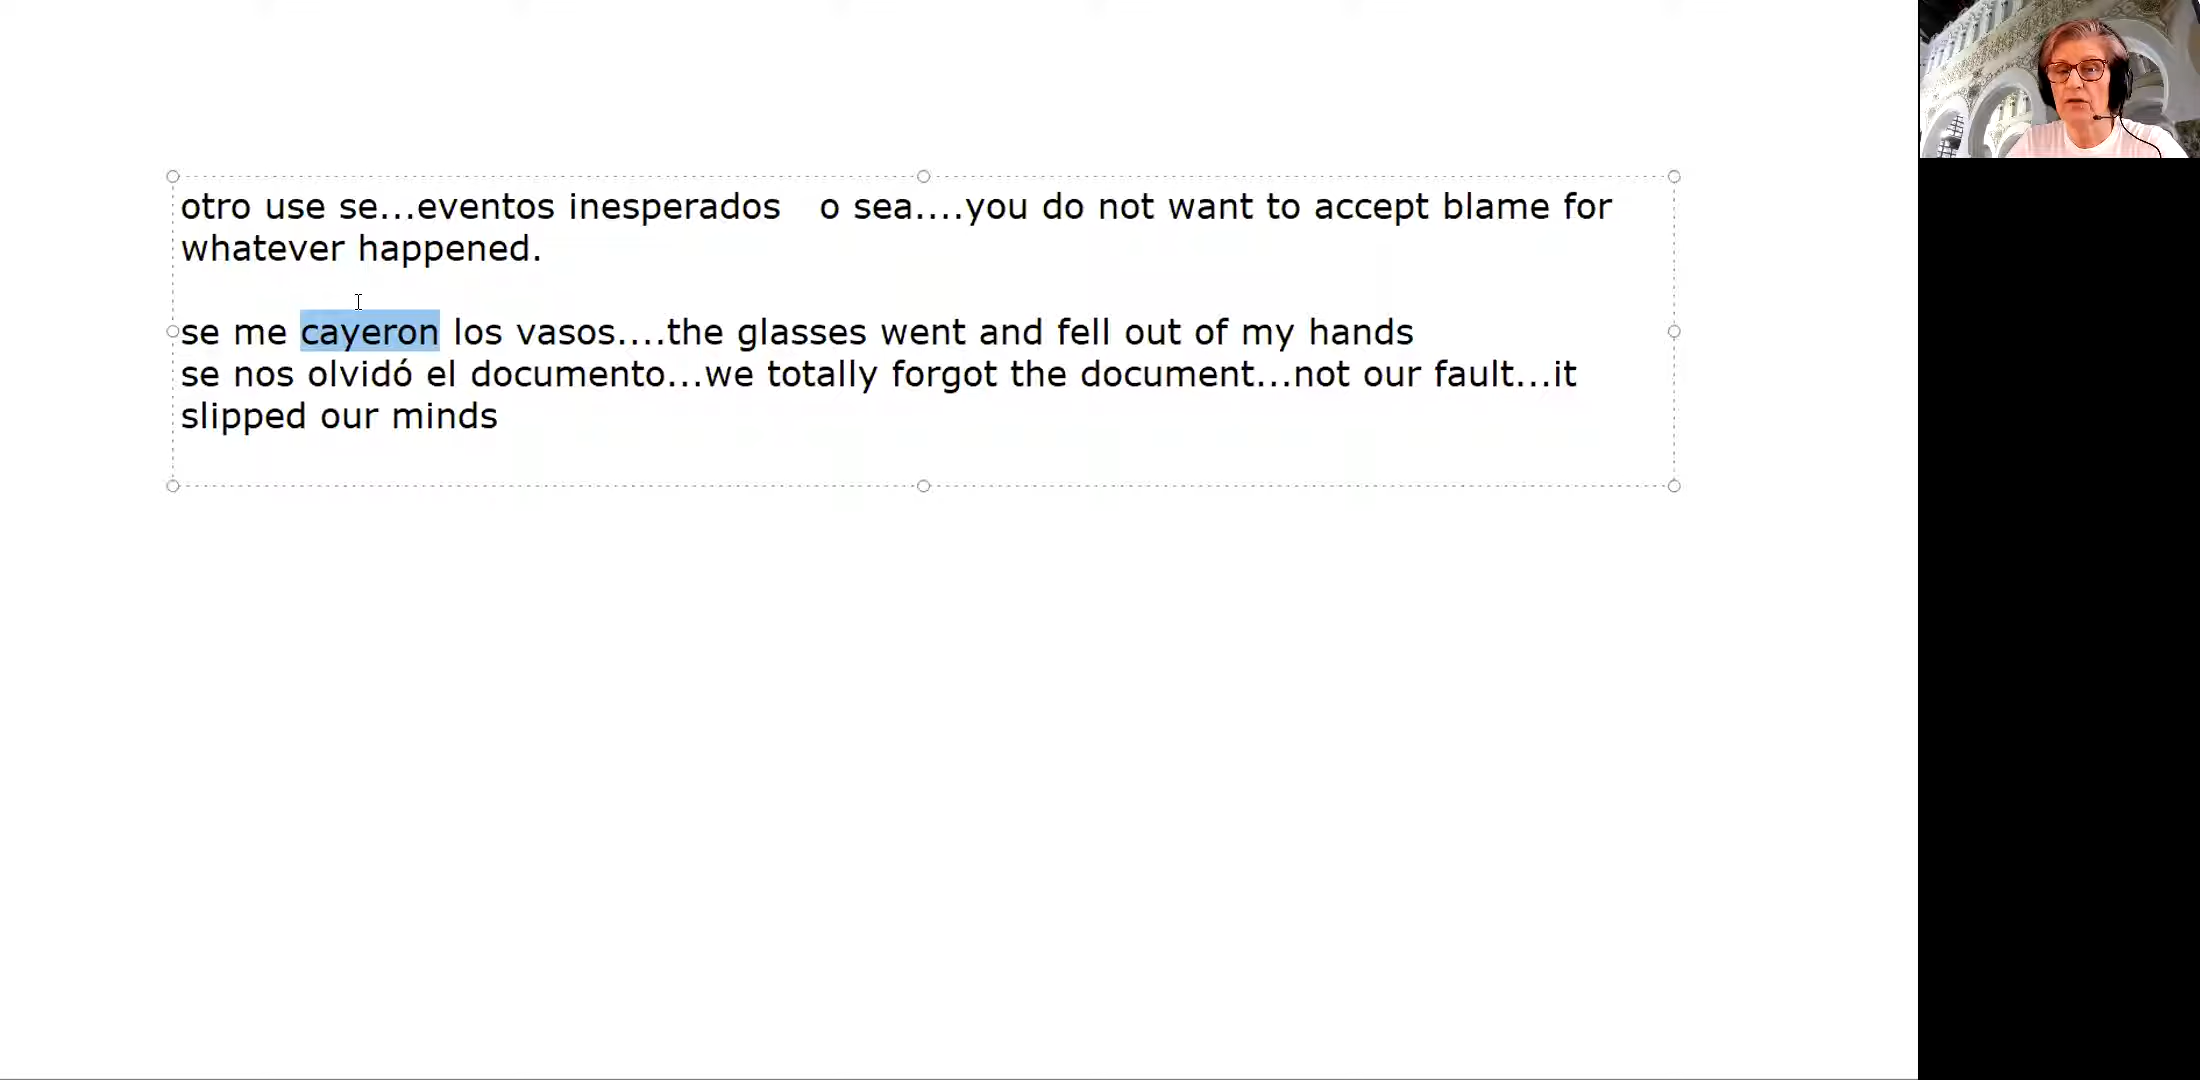 otro use se...eventos inesperados   o sea....you do not want to accept blame for
whatever happened.
se me cayeron los vasos....the glasses went and fell out of my hands
se nos olvidó el documento...we totally forgot the document...not our fault...it
slipped our minds